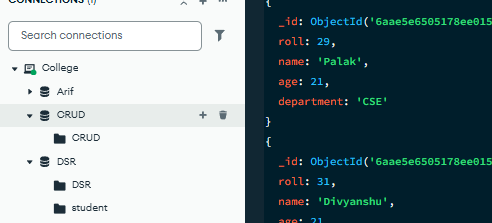 CONNECTIONS (1)
Search connections
College
Arif
CRUD
CRUD
DSR
DSR
student
{
_id: ObjectId('6aae5e6505178ee015
roll: 29,
name: 'Palak',
age: 21,
department: 'CSE'
}
{
_id: ObjectId('6aae5e6505178ee015
roll: 31,
name: 'Divyanshu',
age: 21